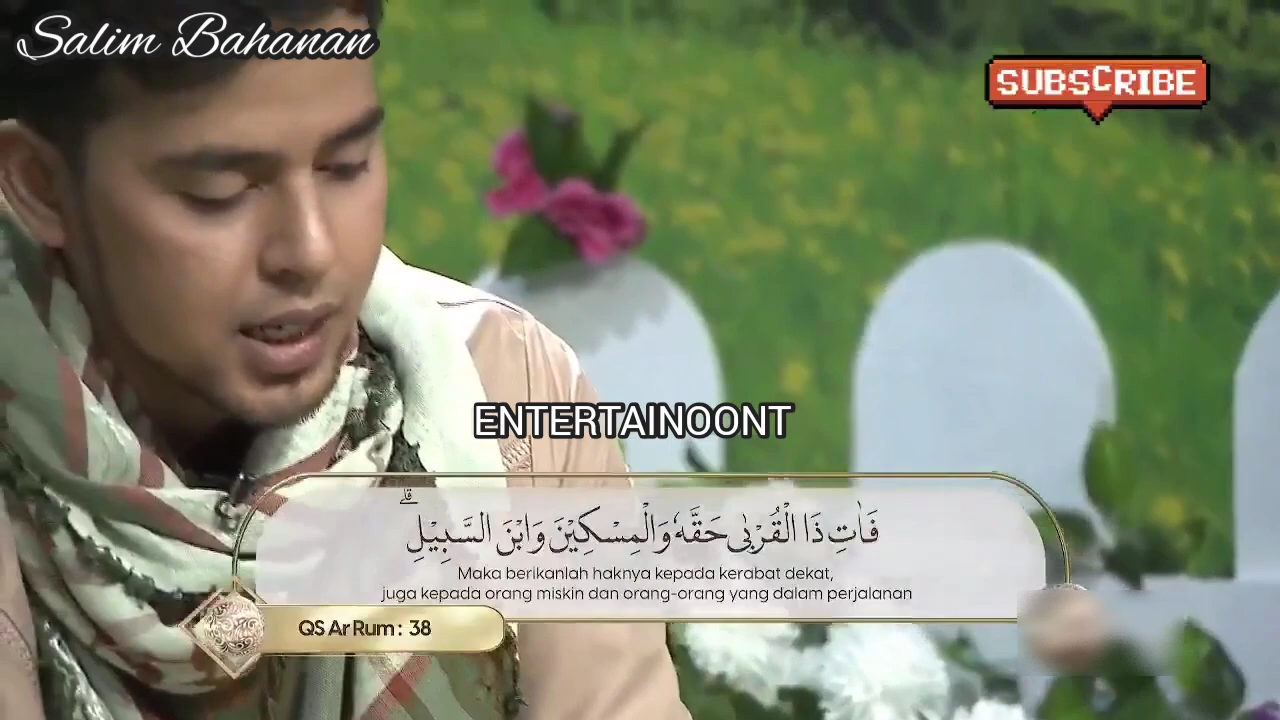 Salim Bahanan
SUBSCRIBE
ENTERTAINOONT
فَاٰتِ ذَا الْقُرْبٰى حَقَّهٗ وَالْمِسْكِيْنَ وَابْنَ السَّبِيْلِۗ
Maka berikanlah haknya kepada kerabat dekat,
juga kepada orang miskin dan orang-orang yang dalam perjalanan
QS Ar Rum : 38